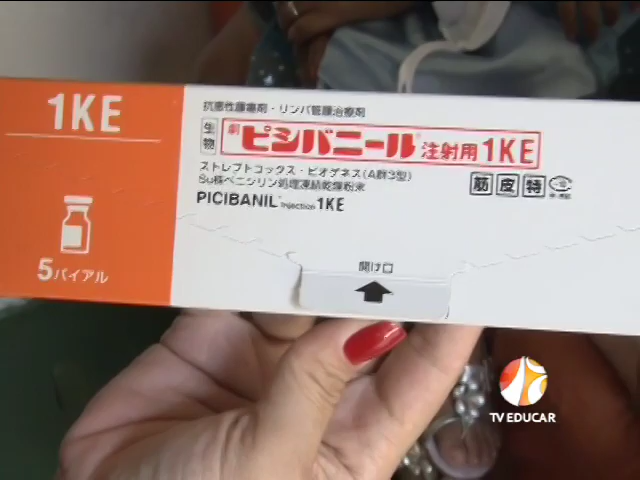 1KE
5バイアル
抗悪性腫瘍剤・リンパ管腫治療剤
生物
劇 ピシバニール® 注射用1KE
ストレプトコックス・ピオゲネス(A群3型)
Su株ペニシリン処理凍結乾燥粉末
PICIBANIL® Injection 1KE
筋 皮 特
開け口
TV EDUCAR